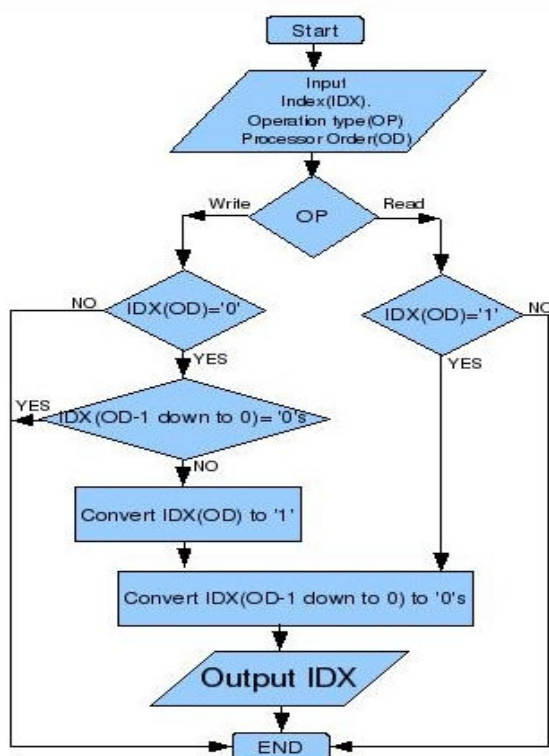 Start
Input
Index(IDX).
Operation type(OP)
Processor Order(OD)
Write
Read
OP
NO
IDX(OD)='0'
IDX(OD)='1'
NO
YES
YES
YES
IDX(OD-1 down to 0)= '0's
NO
Convert IDX(OD) to '1'
Convert IDX(OD-1 down to 0) to '0's
Output IDX
END